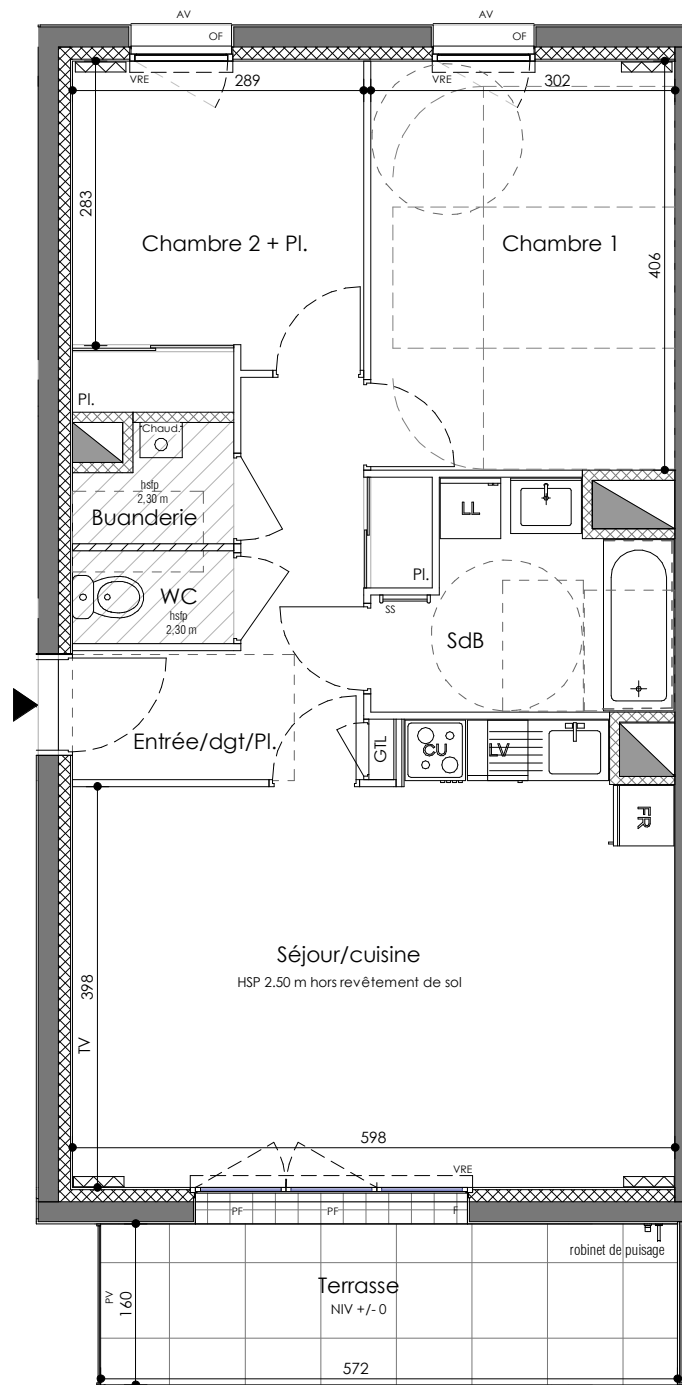 AV
AV
OF
OF
VRE
289
VRE
302
283
Chambre 2 + Pl.
Chambre 1
406
Pl.
Chaud.
hsfp
2,30 m
Buanderie
LL
Pl.
WC
hsfp
2,30 m
SS
SdB
Entrée/dgt/Pl.
GTL
CU
LV
FR
Séjour/cuisine
HSP 2.50 m hors revêtement de sol
398
TV
598
VRE
PF
PF
F
robinet de puisage
Terrasse
NIV +/- 0
PV
160
572